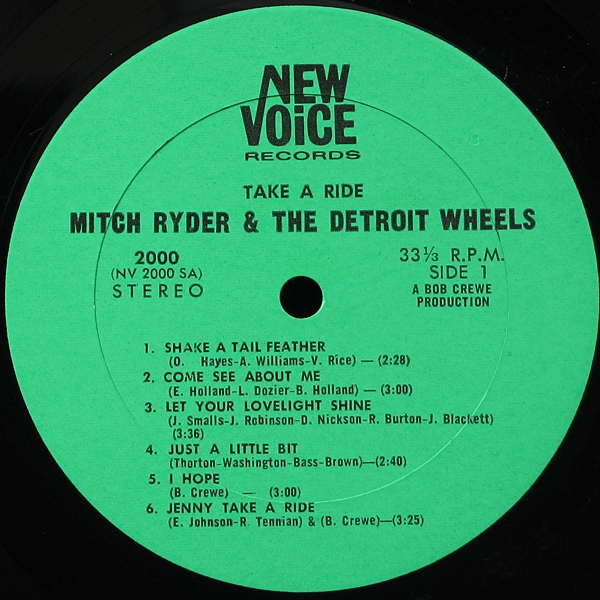 NEW
VOiCE
RECORDS
TAKE A RIDE
MITCH RYDER & THE DETROIT WHEELS
2000
(NV 2000 SA)
STEREO
33⅓ R.P.M.
SIDE 1
A BOB CREWE
PRODUCTION
1. SHAKE A TAIL FEATHER
(O. Hayes-A. Williams-V. Rice) — (2:28)
2. COME SEE ABOUT ME
(E. Holland-L. Dozier-B. Holland) — (3:00)
3. LET YOUR LOVELIGHT SHINE
(J. Smalls-J. Robinson-D. Nickson-R. Burton-J. Blackett)
(3:36)
4. JUST A LITTLE BIT
(Thorton-Washington-Bass-Brown)—(2:40)
5. I HOPE
(B. Crewe) — (3:00)
6. JENNY TAKE A RIDE
(E. Johnson-R. Tennian) & (B. Crewe)—(3:25)